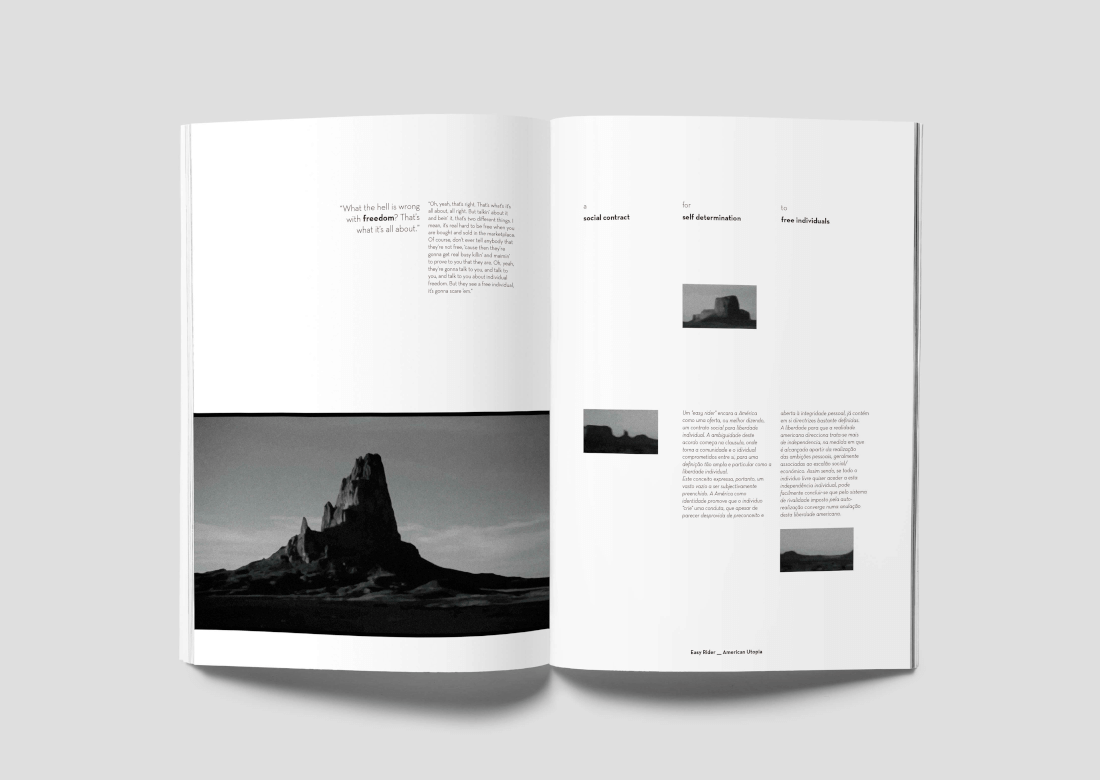 "What the hell is wrong
with freedom? That's
what it's all about."
"Oh, yeah, that's right. That's what's it's
all about, all right. But talkin' about it
and bein' it, that's two different things. I
mean, it's real hard to be free when you
are bought and sold in the marketplace.
Of course, don't ever tell anybody that
they're not free, 'cause then they're
gonna get real busy killin' and maimin'
to prove to you that they are. Oh, yeah,
they're gonna talk to you, and talk to
you, and talk to you about individual
freedom. But they see a free individual,
it's gonna scare 'em."
a
social contract
for
self determination
to
free individuals
Um "easy rider" encara a América
como uma oferta, ou melhor dizendo,
um contrato social para liberdade
individual. A ambiguidade deste
acordo começa na clausula, onde
torna a comunidade e o idividual
comprometidos entre si, para uma
definição tão ampla e particular como a
liberdade individual.
Este conceito expressa, portanto, um
vasto vazio a ser subjectivamente
preenchido. A América como
identidade promove que o individuo
"crie" uma conduta, que apesar de
parecer desprovida de preconceito e
aberta à integridade pessoal, já contém
em si directrizes bastante definidas.
A liberdade para que a realidade
americana direcciona trata-se mais
de independência, na medida em que
é alcançada apartir da realização
das ambições pessoais, geralmente
associadas ao escalão social/
económico. Assim sendo, se todo o
individuo livre quiser aceder a esta
independência individual, pode
facilmente concluir-se que pelo sistema
de rivalidade imposto pela auto-
realização converge numa anulação
desta liberdade americana.
Easy Rider __ American Utopia